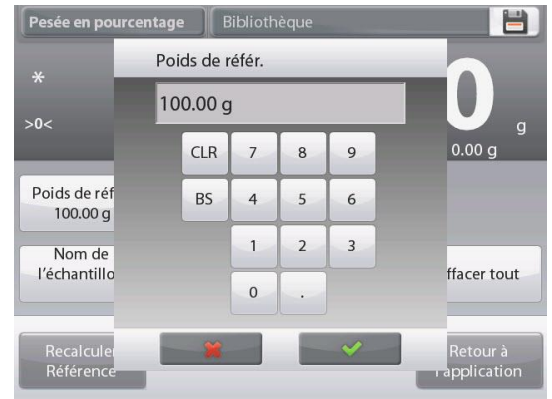 Pesée en pourcentage
Bibliothèque
Poids de référ.
*
>0<
100.00 g
0
g
0.00 g
CLR 7 8 9
BS 4 5 6
1 2 3
0 .
Poids de réf
100.00 g
Nom de
l'échantillo
ffacer tout
Recalculer
Référence
Retour à
l'application